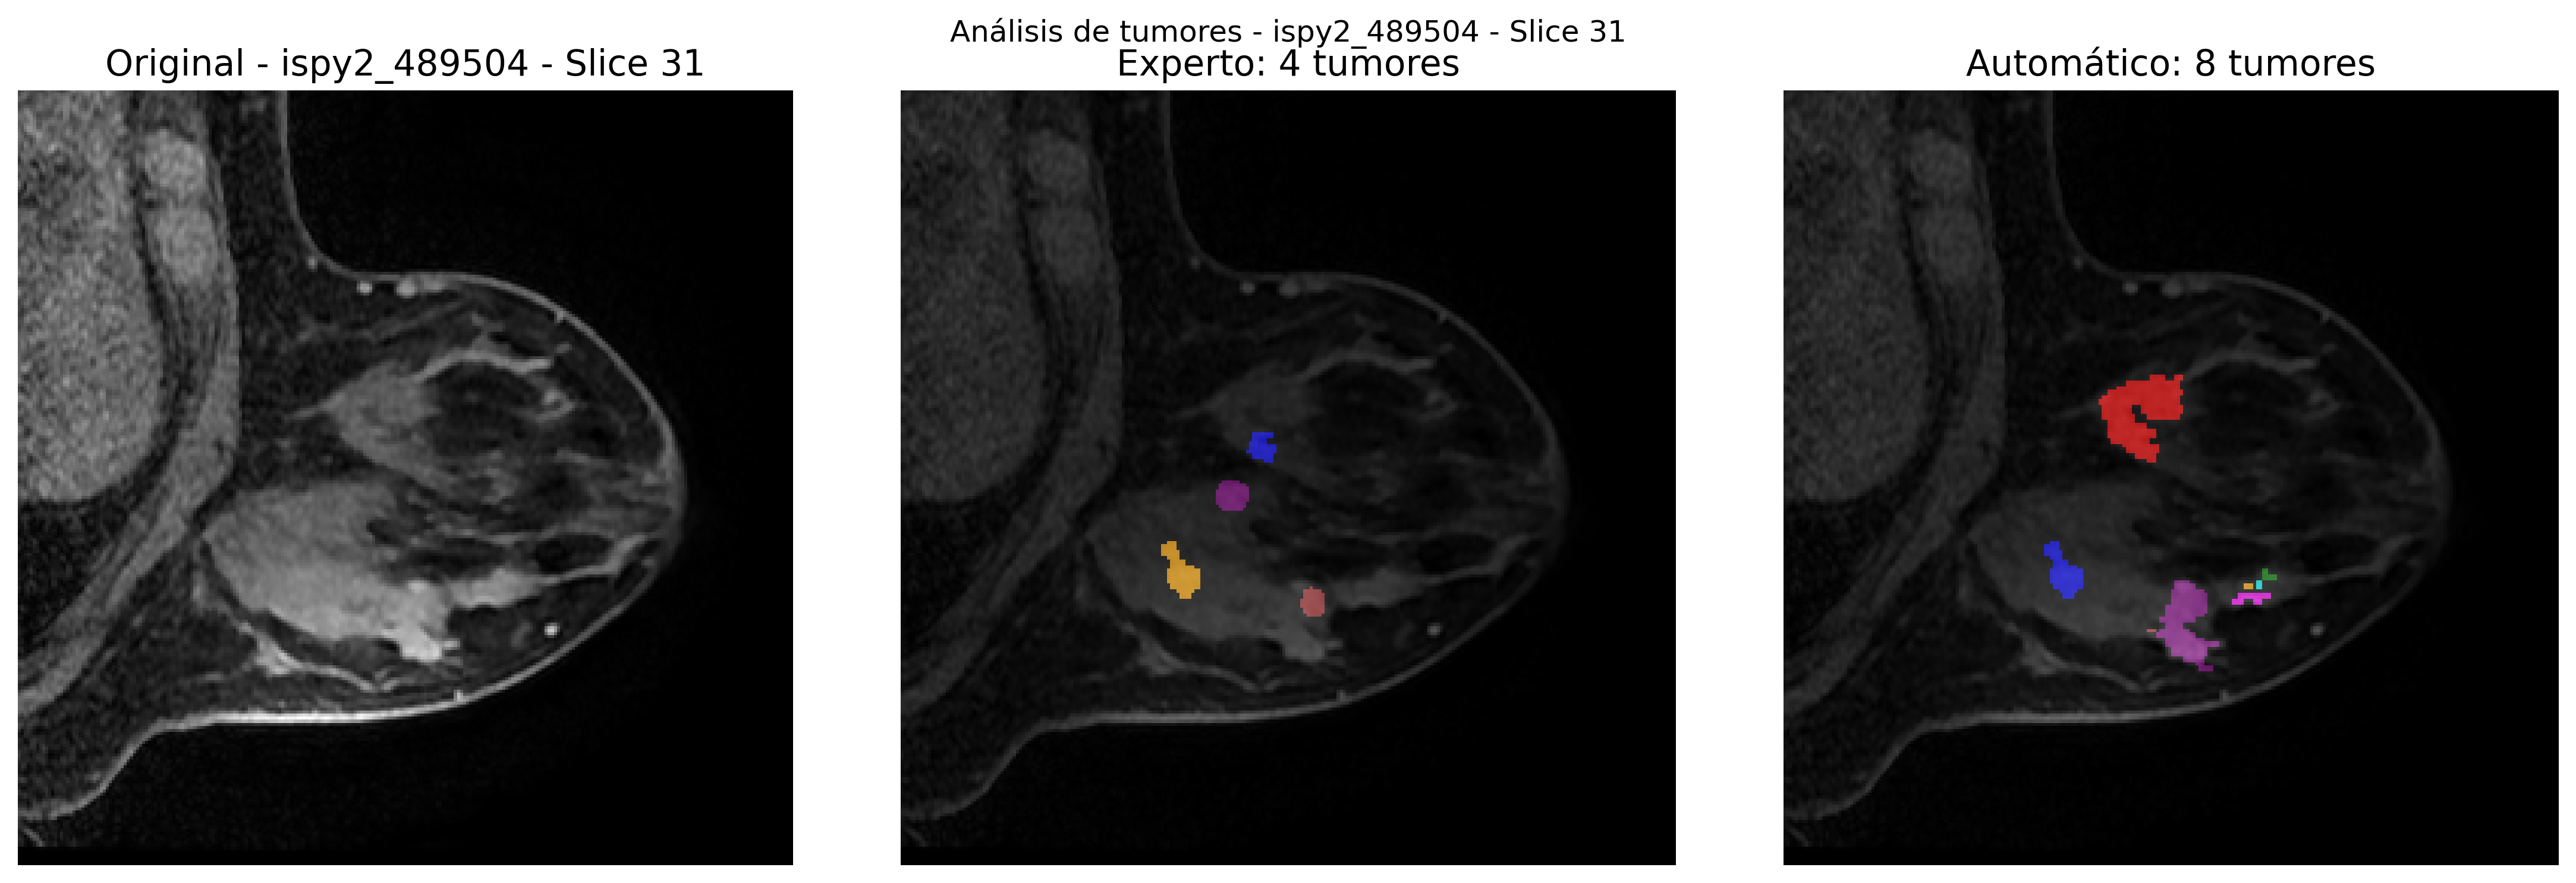 Análisis de tumores - ispy2_489504 - Slice 31
Original - ispy2_489504 - Slice 31
Experto: 4 tumores
Automático: 8 tumores